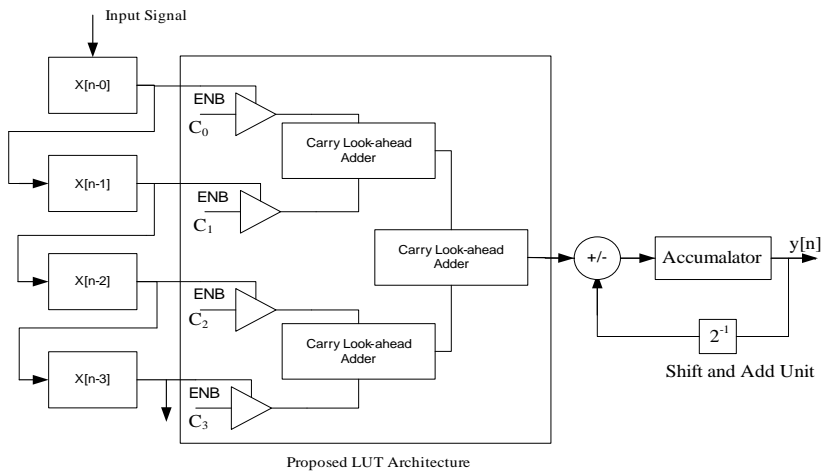 Input Signal
X[n-0]
ENB
C0
Carry Look-ahead
Adder
X[n-1]
ENB
C1
Carry Look-ahead
Adder
+/-
Accumalator
y[n]
X[n-2]
ENB
C2
Carry Look-ahead
Adder
2-1
Shift and Add Unit
X[n-3]
ENB
C3
Proposed LUT Architecture